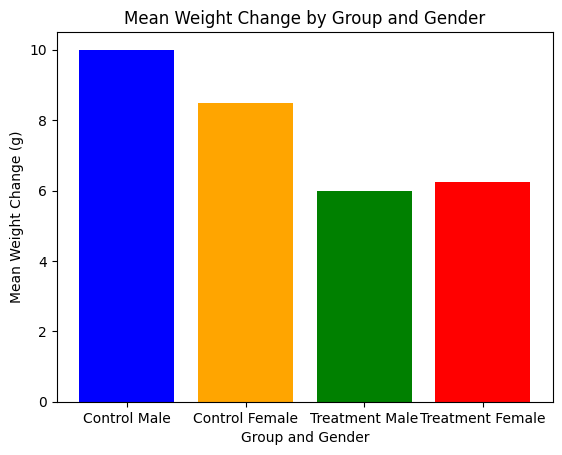 Mean Weight Change by Group and Gender
Mean Weight Change (g)
10
8
6
4
2
0
Control Male
Control Female
Treatment Male
Treatment Female
Group and Gender